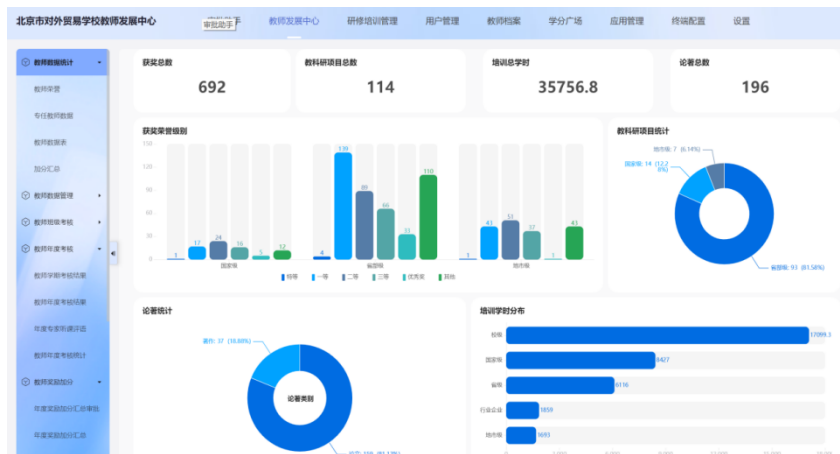 北京市对外贸易学校教师发展中心
审批助手
教师发展中心
研修培训管理
用户管理
教师档案
学分广场
应用管理
终端配置
设置
教师数据统计
教师荣誉
专任教师数据
教师数据表
加分汇总
教师数据管理
教师班级考核
教师年度考核
教师学期考核结果
教师年度考核结果
年度专家听课评语
教师年度考核统计
教师奖励加分
年度奖励加分汇总审批
年度奖励加分汇总
获奖总数
692
教科研项目总数
114
培训总学时
35756.8
论著总数
196
获奖荣誉级别
150
120
90
60
30
0
1 17 24 16 5 12
4 139 89 66 33 110
1 43 51 37 1 43
国家级 省部级 地市级
特等 一等 二等 三等 优秀奖 其他
教科研项目统计
地市级: 7 (6.14%)
国家级: 14 (12.2
8%)
省部级: 93 (81.58%)
论著统计
著作: 37 (18.88%)
论著类别
培训学时分布
校级 17099.3
国家级 8427
省级 6116
行业企业 1859
地市级 1693